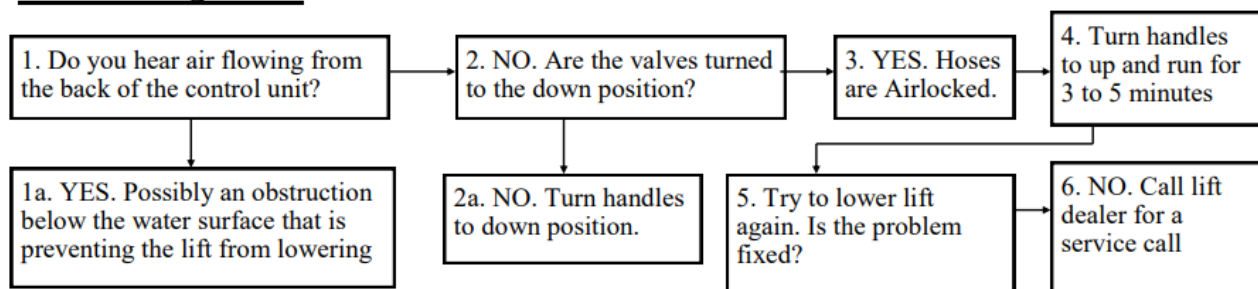 1. Do you hear air flowing from
the back of the control unit?
2. NO. Are the valves turned
to the down position?
3. YES. Hoses
are Airlocked.
4. Turn handles
to up and run for
3 to 5 minutes
1a. YES. Possibly an obstruction
below the water surface that is
preventing the lift from lowering
2a. NO. Turn handles
to down position.
5. Try to lower lift
again. Is the problem
fixed?
6. NO. Call lift
dealer for a
service call